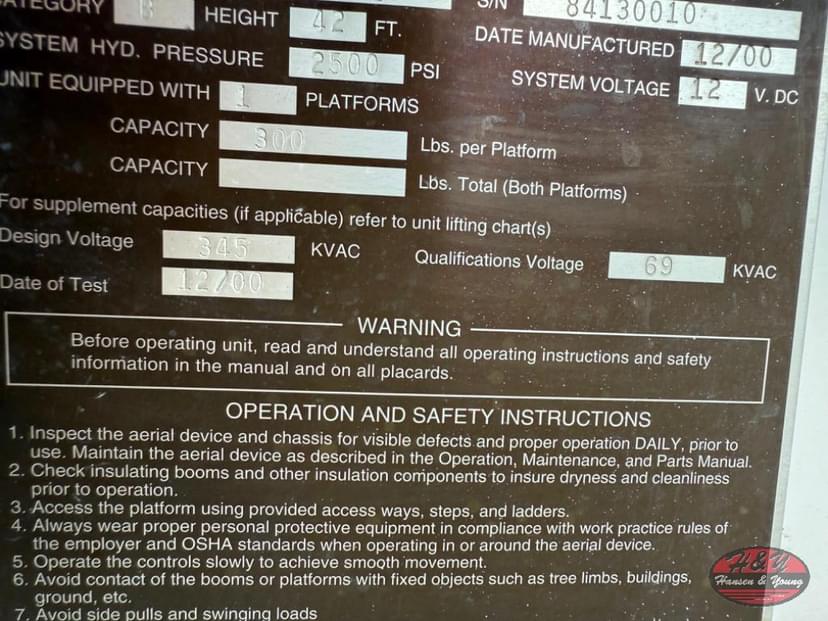 CATEGORY B HEIGHT 42 FT. S/N 84130010
SYSTEM HYD. PRESSURE 2500 PSI DATE MANUFACTURED 12/00
UNIT EQUIPPED WITH 1 PLATFORMS SYSTEM VOLTAGE 12 V. DC
CAPACITY 300 Lbs. per Platform
CAPACITY Lbs. Total (Both Platforms)
For supplement capacities (if applicable) refer to unit lifting chart(s)
Design Voltage 345 KVAC Qualifications Voltage 69 KVAC
Date of Test 12/00
WARNING
Before operating unit, read and understand all operating instructions and safety
information in the manual and on all placards.
OPERATION AND SAFETY INSTRUCTIONS
1. Inspect the aerial device and chassis for visible defects and proper operation DAILY, prior to
use. Maintain the aerial device as described in the Operation, Maintenance, and Parts Manual.
2. Check insulating booms and other insulation components to insure dryness and cleanliness
prior to operation.
3. Access the platform using provided access ways, steps, and ladders.
4. Always wear proper personal protective equipment in compliance with work practice rules of
the employer and OSHA standards when operating in or around the aerial device.
5. Operate the controls slowly to achieve smooth movement.
6. Avoid contact of the booms or platforms with fixed objects such as tree limbs, buildings,
ground, etc.
7. Avoid side pulls and swinging loads
H&Y
Hansen & Young